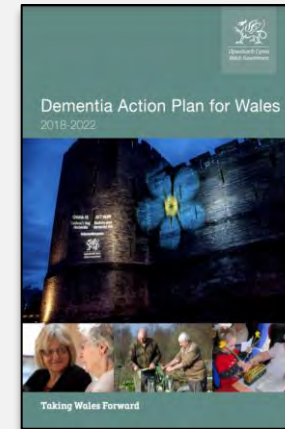 Llywodraeth Cymru
Welsh Government
Dementia Action Plan for Wales
2018-2022
Taking Wales Forward